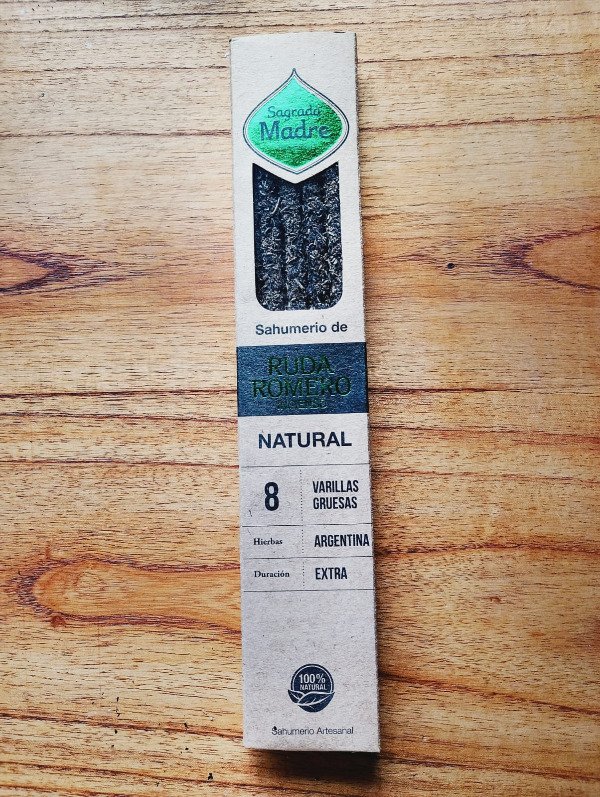 Sagrada
Madre
Sahumerio de
RUDA
ROMERO
NATURAL
8
VARILLAS
GRUESAS
Hierbas
ARGENTINA
Duración
EXTRA
100%
NATURAL
Sahumerio Artesanal